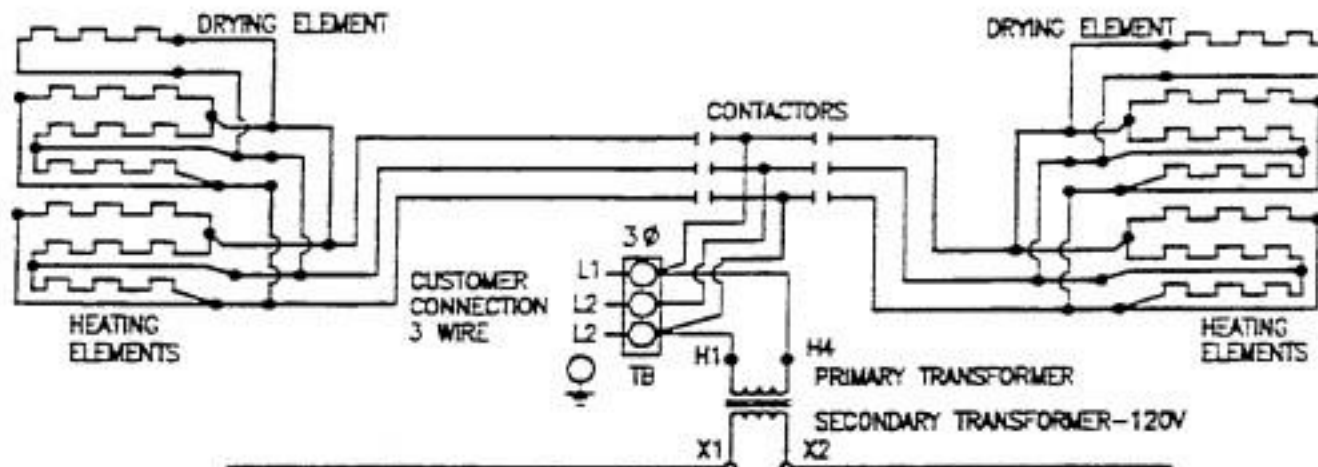 DRYING ELEMENT
DRYING ELEMENT
CONTACTORS
3Ø
L1
L2
L2
CUSTOMER
CONNECTION
3 WIRE
HEATING
ELEMENTS
HEATING
ELEMENTS
TB
H1
H4
PRIMARY TRANSFORMER
SECONDARY TRANSFORMER-120V
X1
X2